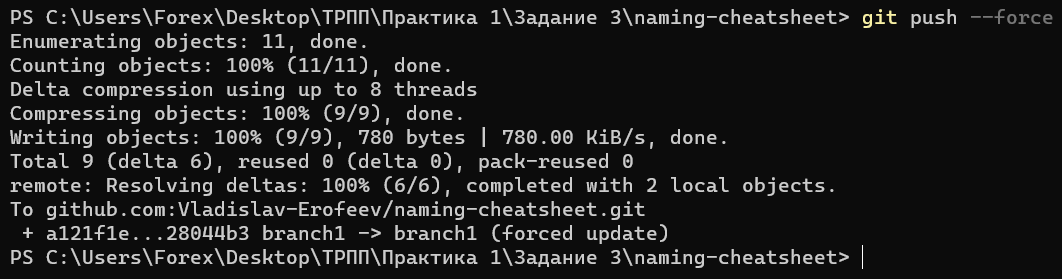 PS C:\Users\Forex\Desktop\ТРПП\Практика 1\Задание 3\naming-cheatsheet> git push --force
Enumerating objects: 11, done.
Counting objects: 100% (11/11), done.
Delta compression using up to 8 threads
Compressing objects: 100% (9/9), done.
Writing objects: 100% (9/9), 780 bytes | 780.00 KiB/s, done.
Total 9 (delta 6), reused 0 (delta 0), pack-reused 0
remote: Resolving deltas: 100% (6/6), completed with 2 local objects.
To github.com:Vladislav-Erofeev/naming-cheatsheet.git
 + a121f1e...28044b3 branch1 -> branch1 (forced update)
PS C:\Users\Forex\Desktop\ТРПП\Практика 1\Задание 3\naming-cheatsheet>